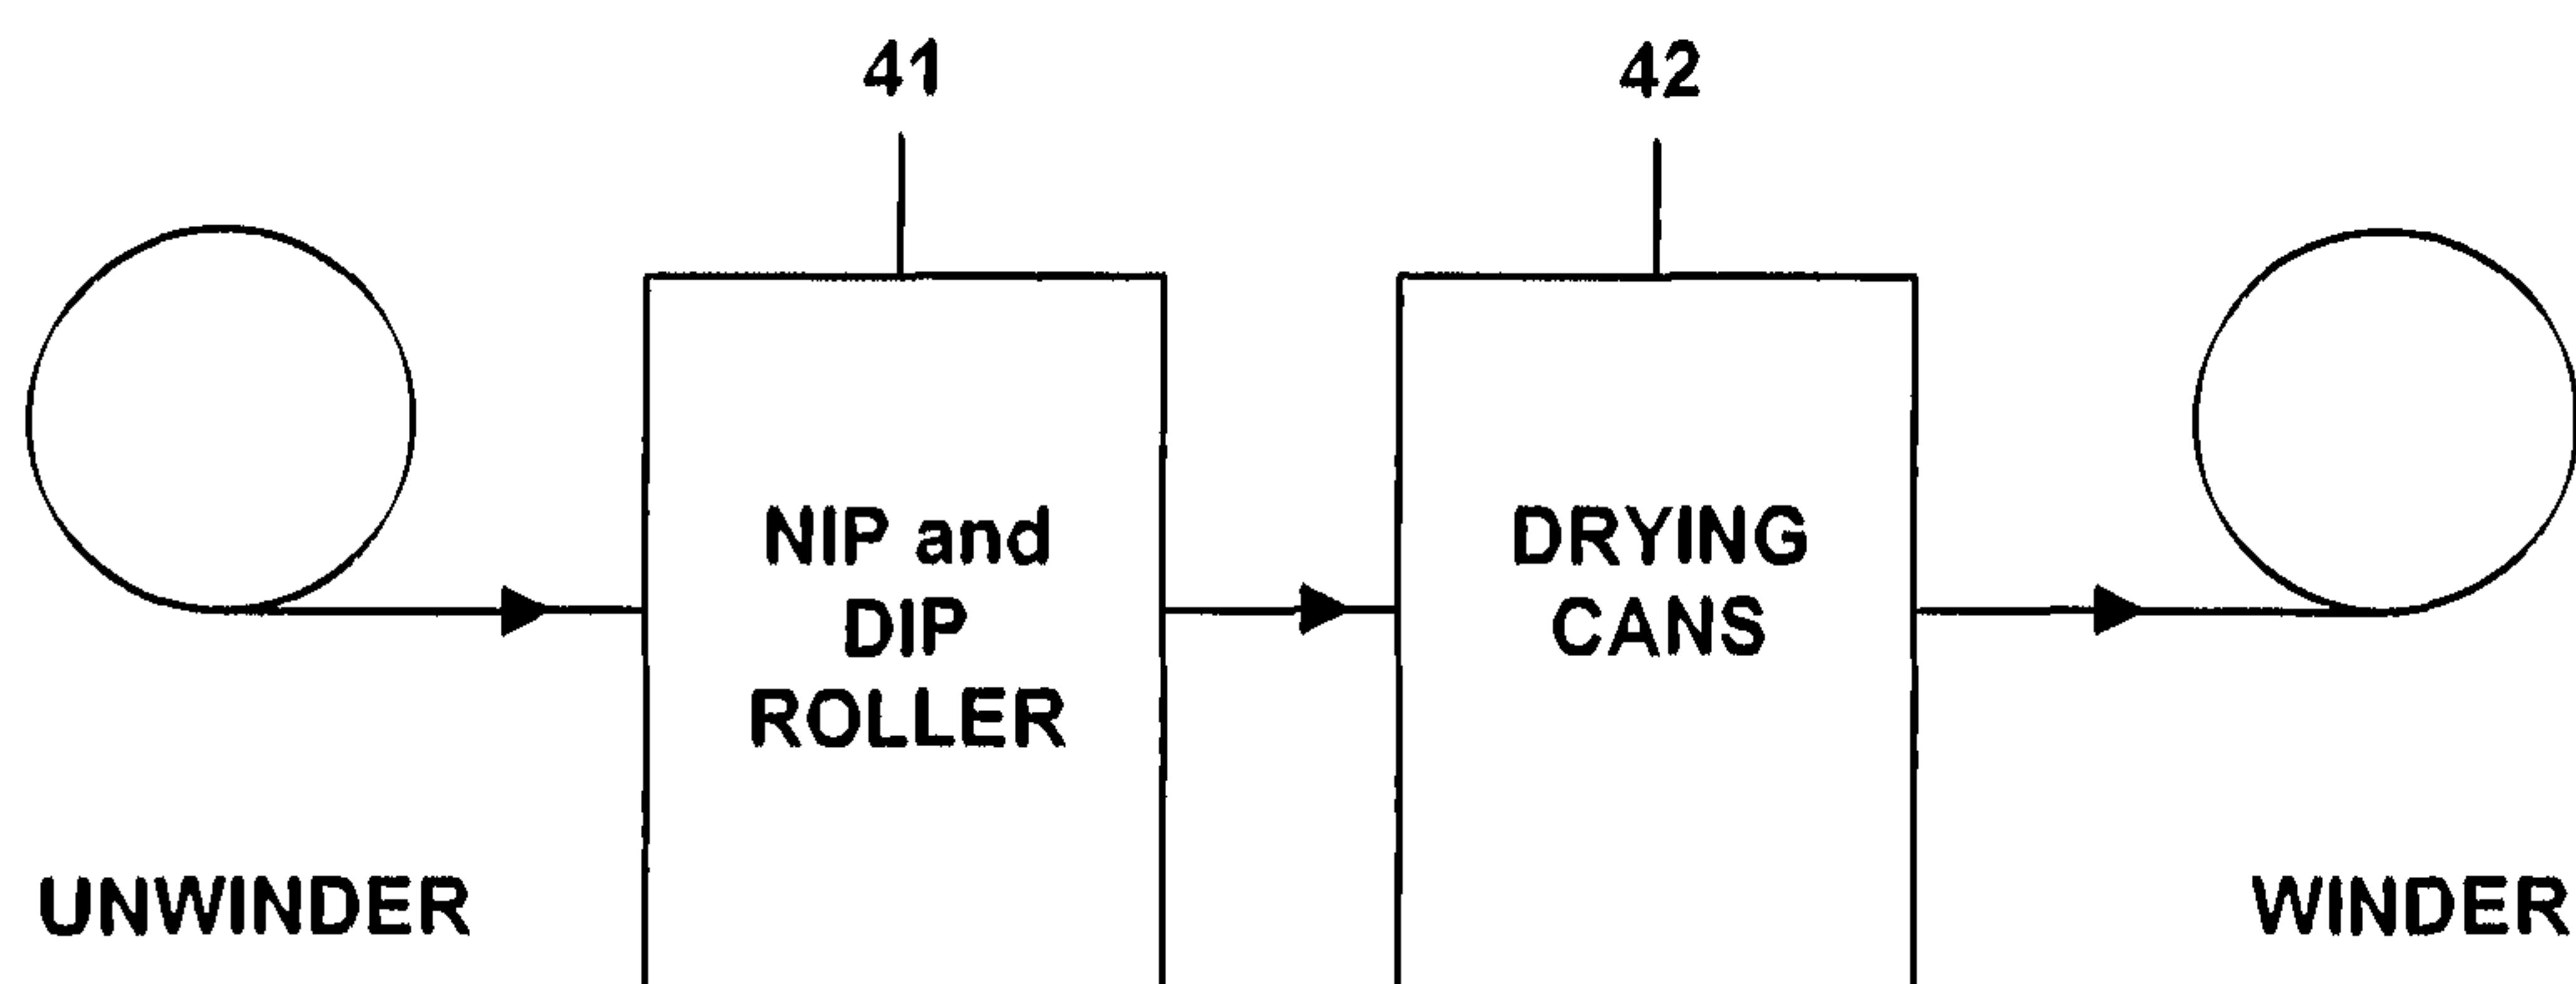 41
42
NIP and
DIP
ROLLER
DRYING
CANS
UNWINDER
WINDER